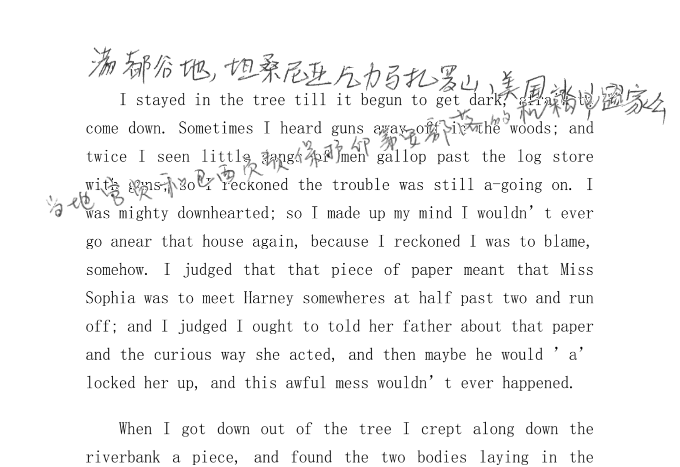 满都谷地，坦桑尼亚乞力马扎罗山，美国
I stayed in the tree till it begun to get dark, afraid to
come down. Sometimes I heard guns away off in the woods; and
twice I seen little gangs of men gallop past the log store
当地官员和巴西 部落的
with guns; so I reckoned the trouble was still a-going on. I
was mighty downhearted; so I made up my mind I wouldn’t ever
go anear that house again, because I reckoned I was to blame,
somehow. I judged that that piece of paper meant that Miss
Sophia was to meet Harney somewheres at half past two and run
off; and I judged I ought to told her father about that paper
and the curious way she acted, and then maybe he would ’a’
locked her up, and this awful mess wouldn’t ever happened.
When I got down out of the tree I crept along down the
riverbank a piece, and found the two bodies laying in the